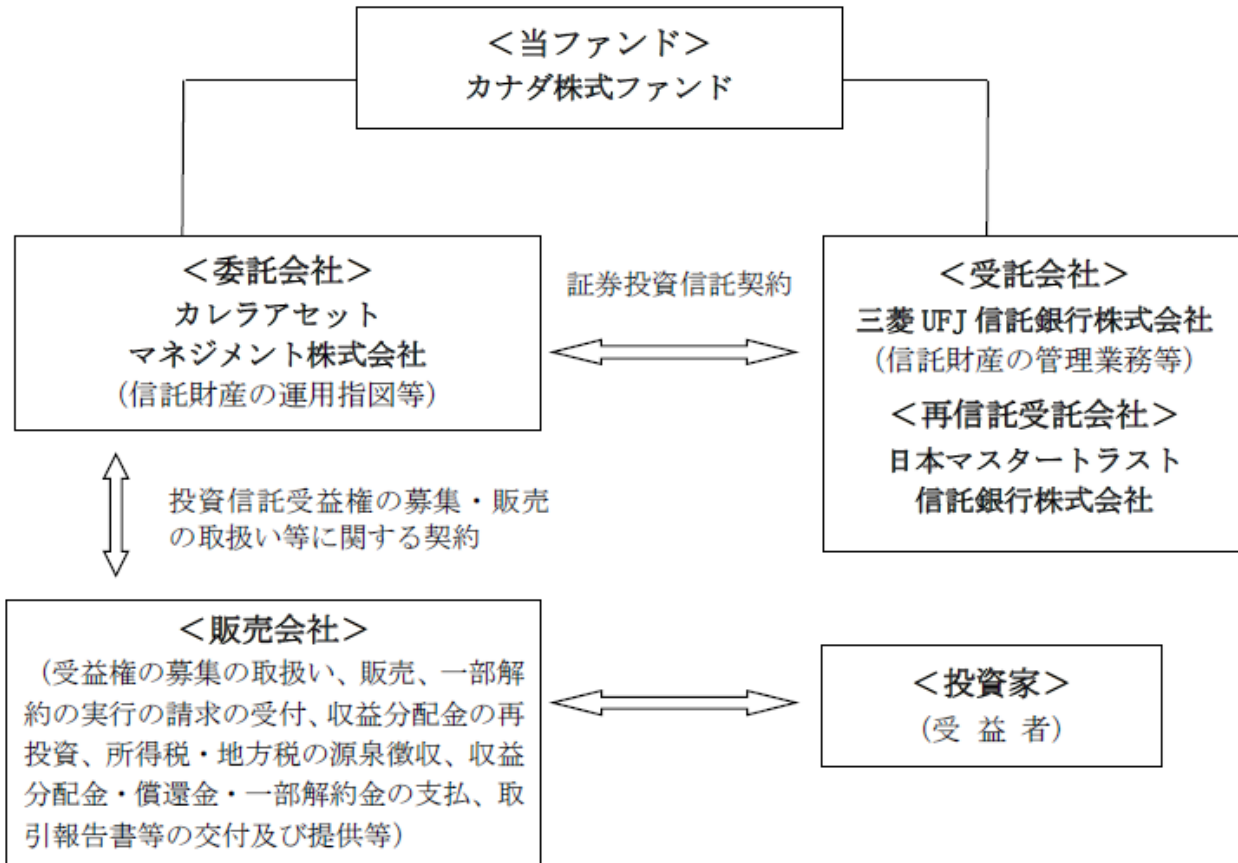 ＜当ファンド＞
カナダ株式ファンド
＜委託会社＞
カレラアセット
マネジメント株式会社
（信託財産の運用指図等）
証券投資信託契約
＜受託会社＞
三菱 UFJ 信託銀行株式会社
（信託財産の管理業務等）
＜再信託受託会社＞
日本マスタートラスト
信託銀行株式会社
投資信託受益権の募集・販売
の取扱い等に関する契約
＜販売会社＞
（受益権の募集の取扱い、販売、一部解
約の実行の請求の受付、収益分配金の再
投資、所得税・地方税の源泉徴収、収益
分配金・償還金・一部解約金の支払、取
引報告書等の交付及び提供等）
＜投資家＞
（受 益 者）